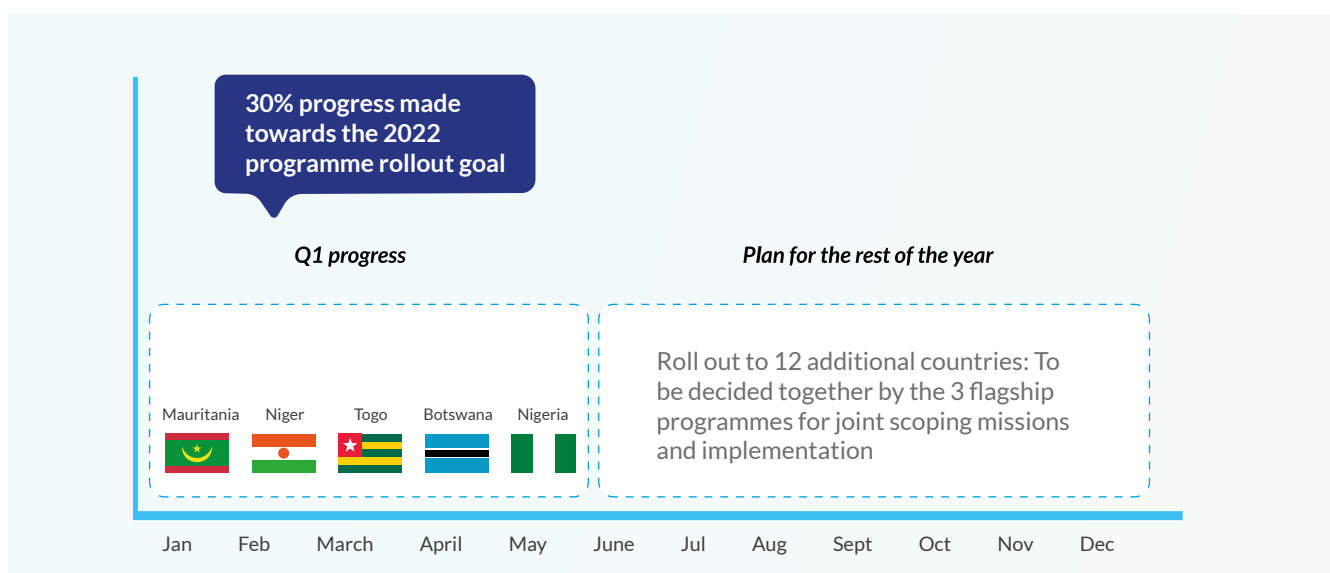 30% progress made
towards the 2022
programme rollout goal
Q1 progress
Plan for the rest of the year
Mauritania Niger Togo Botswana Nigeria
Roll out to 12 additional countries: To
be decided together by the 3 flagship
programmes for joint scoping missions
and implementation
Jan Feb March April May June Jul Aug Sept Oct Nov Dec